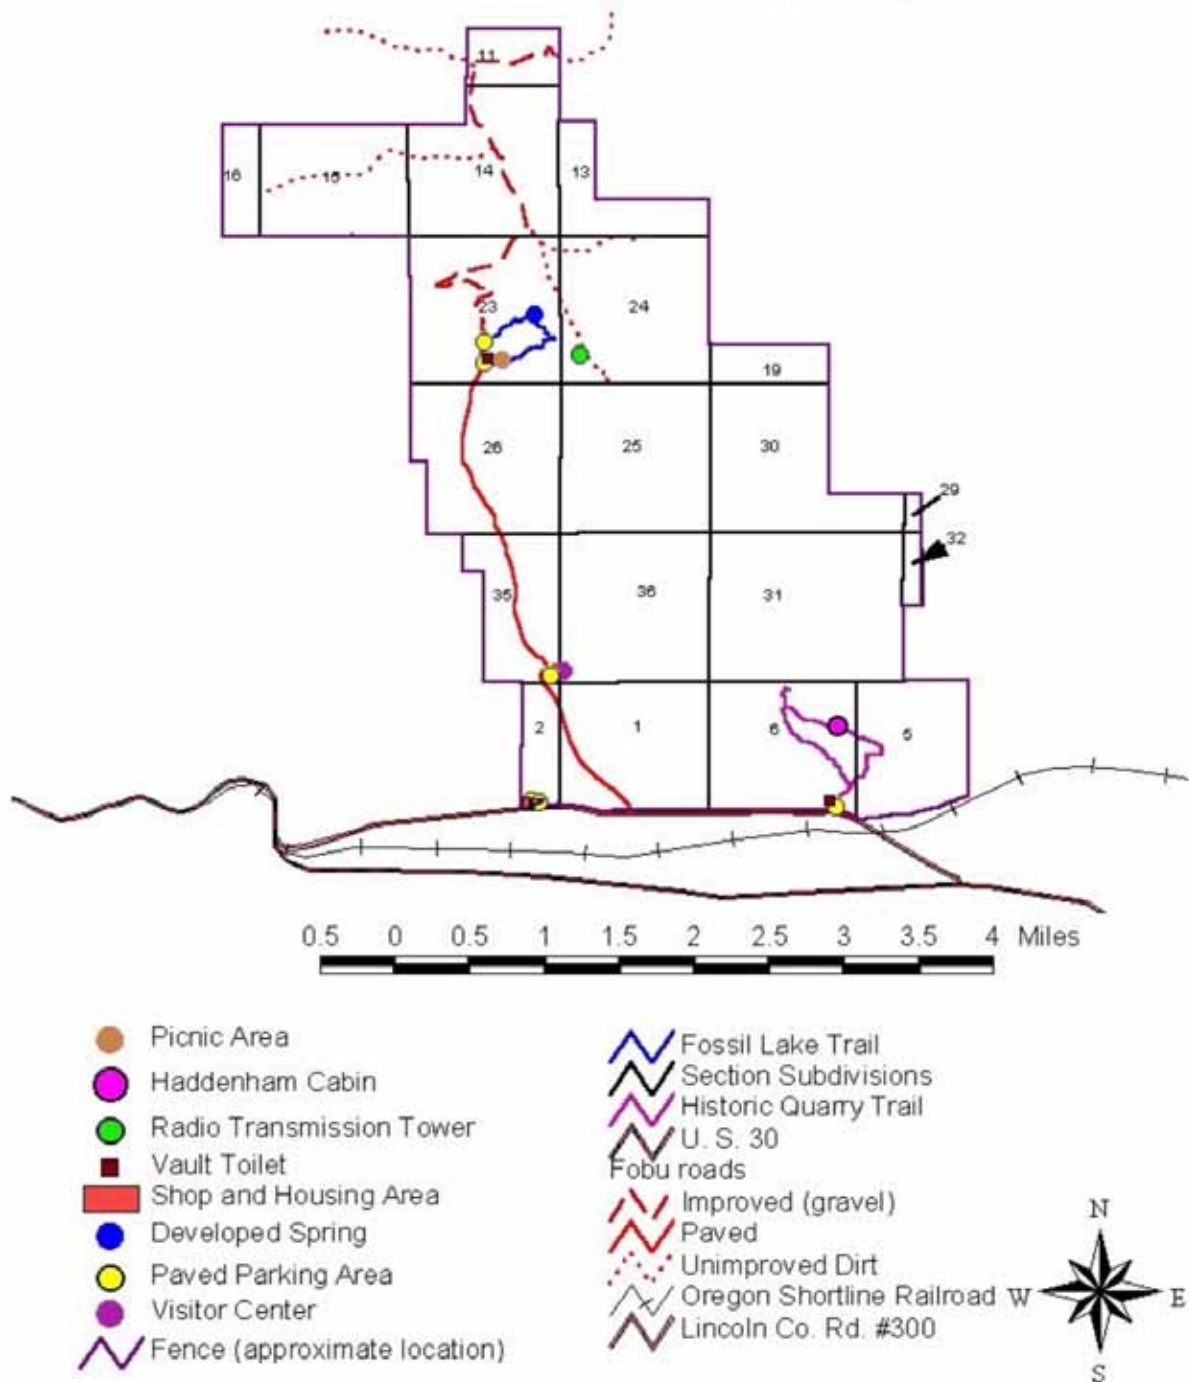 11
16
15
14
13
23
24
19
26
25
30
29
32
35
36
31
2
1
6
5
0.5 0 0.5 1 1.5 2 2.5 3 3.5 4 Miles
Picnic Area
Haddenham Cabin
Radio Transmission Tower
Vault Toilet
Shop and Housing Area
Developed Spring
Paved Parking Area
Visitor Center
Fence (approximate location)
Fossil Lake Trail
Section Subdivisions
Historic Quarry Trail
U. S. 30
Fobu roads
Improved (gravel)
Paved
Unimproved Dirt
Oregon Shortline Railroad
Lincoln Co. Rd. #300
N
W E
S